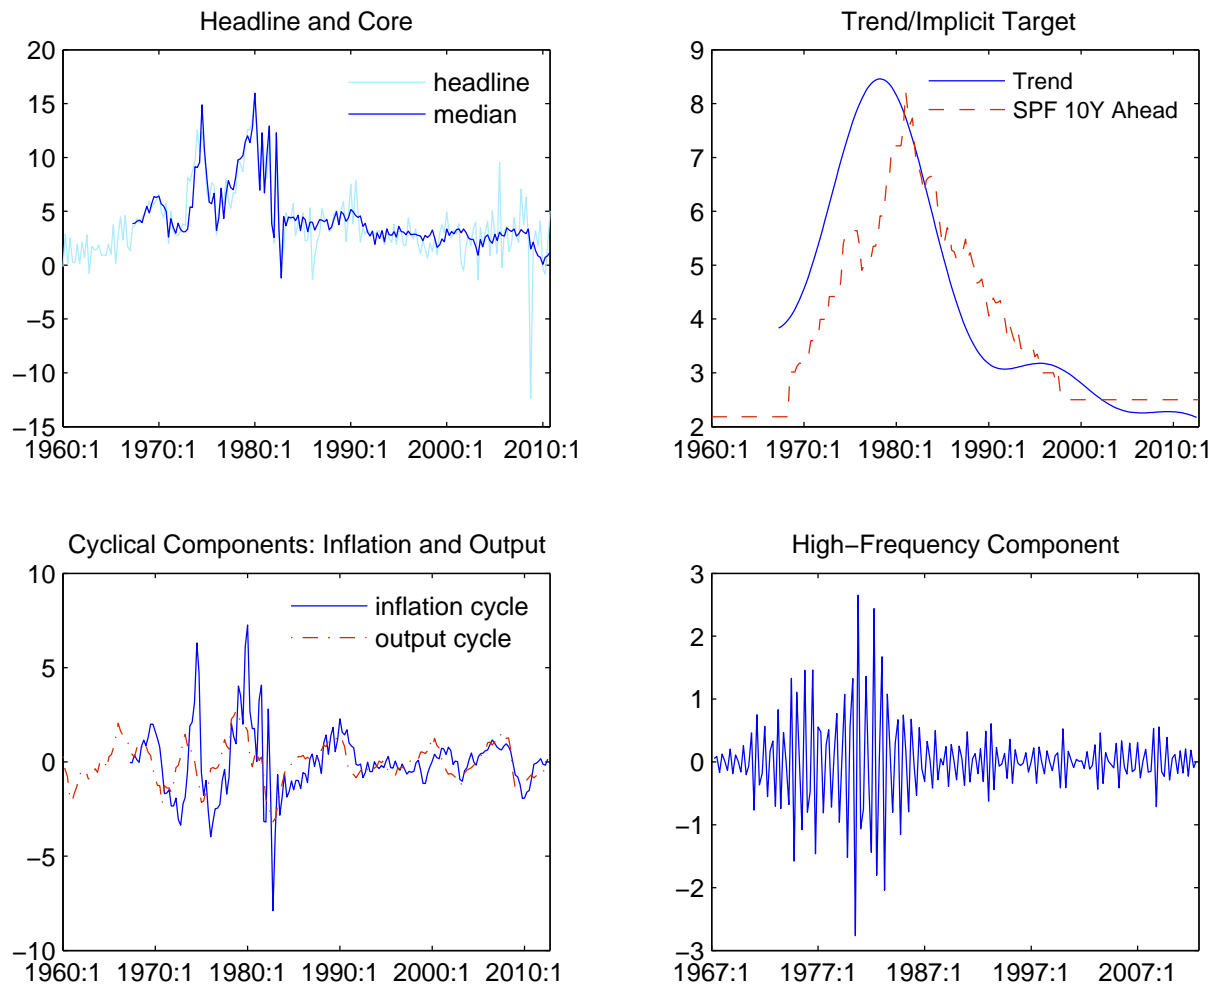 Headline and Core
20
15
10
5
0
−5
−10
−15
1960:1 1970:1 1980:1 1990:1 2000:1 2010:1
headline
median
Trend/Implicit Target
9
8
7
6
5
4
3
2
1960:1 1970:1 1980:1 1990:1 2000:1 2010:1
Trend
SPF 10Y Ahead
Cyclical Components: Inflation and Output
10
5
0
−5
−10
1960:1 1970:1 1980:1 1990:1 2000:1 2010:1
inflation cycle
output cycle
High−Frequency Component
3
2
1
0
−1
−2
−3
1967:1 1977:1 1987:1 1997:1 2007:1